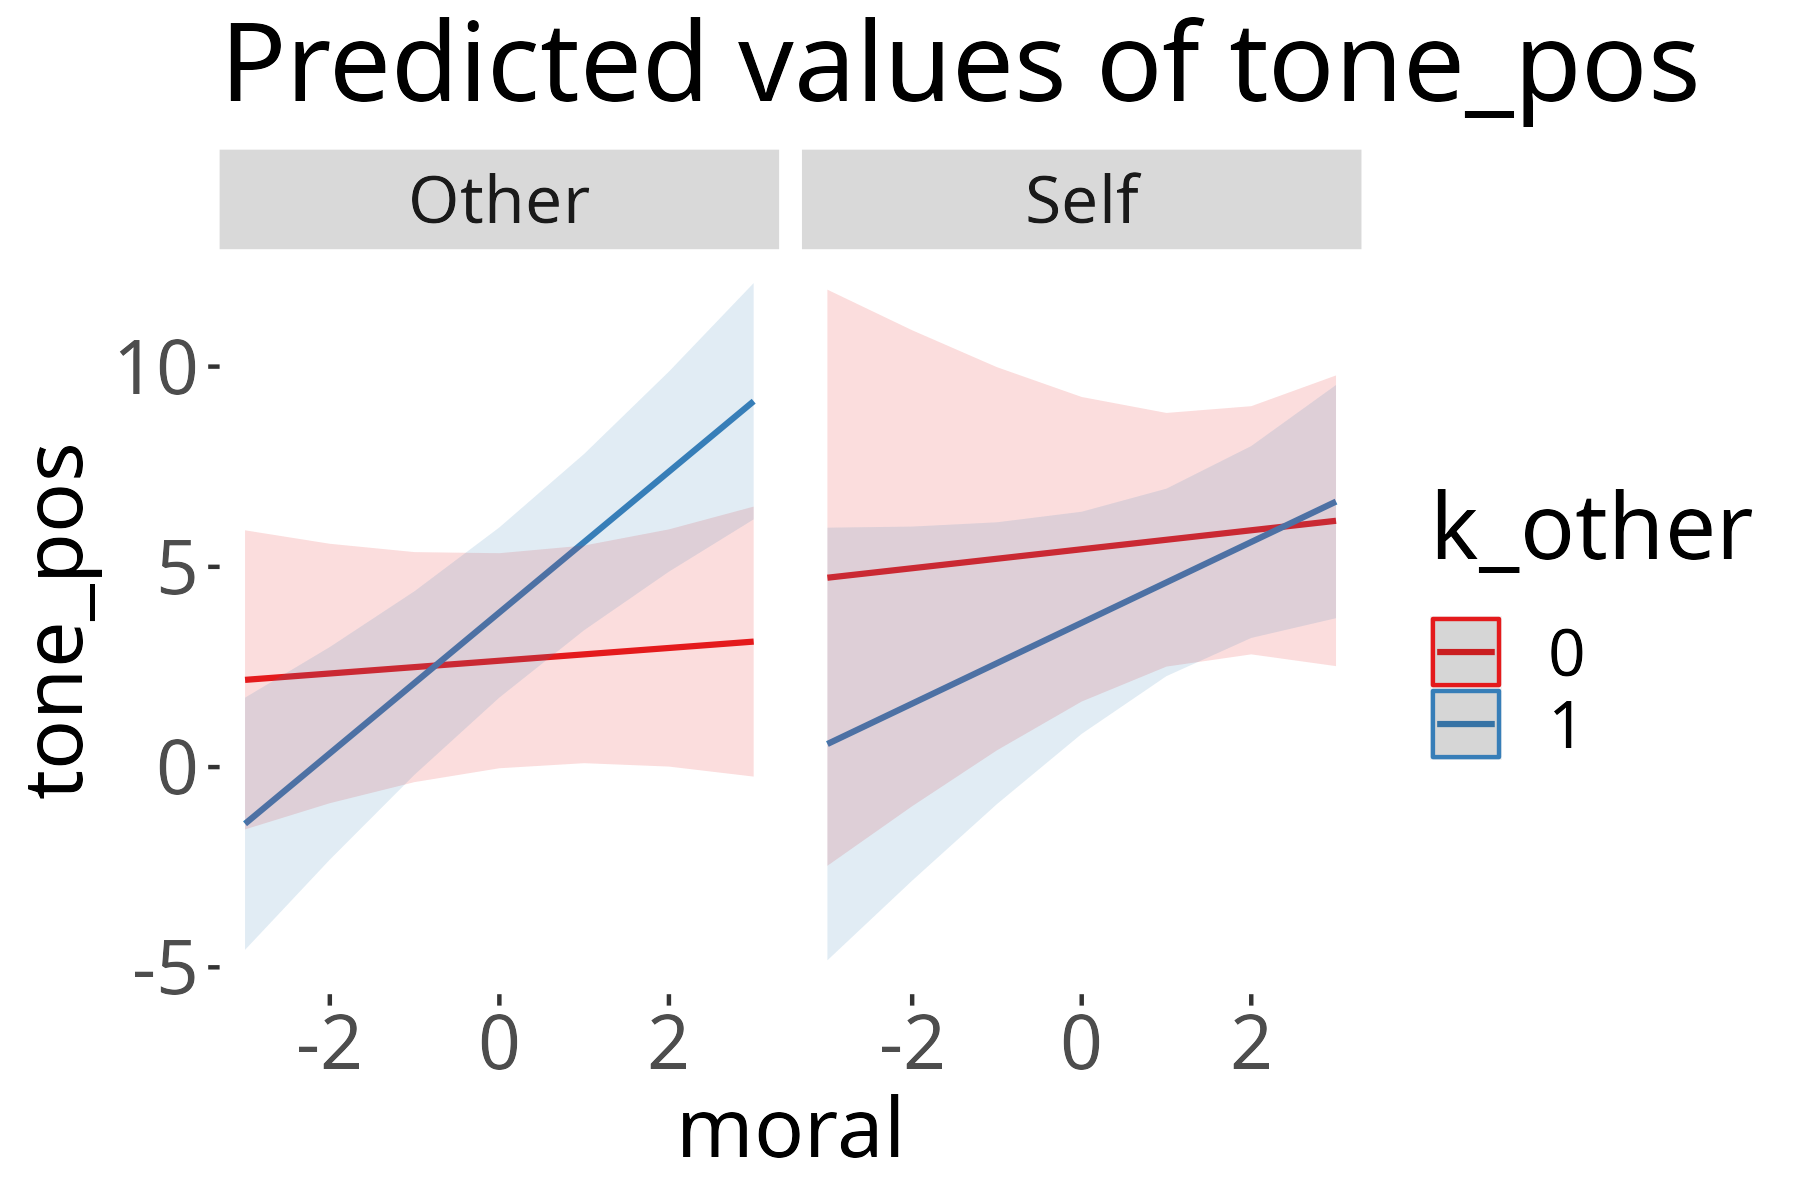 Predicted values of tone_pos
Other
Self
10
5
0
-5
tone_pos
-2 0 2
-2 0 2
moral
k_other
0
1